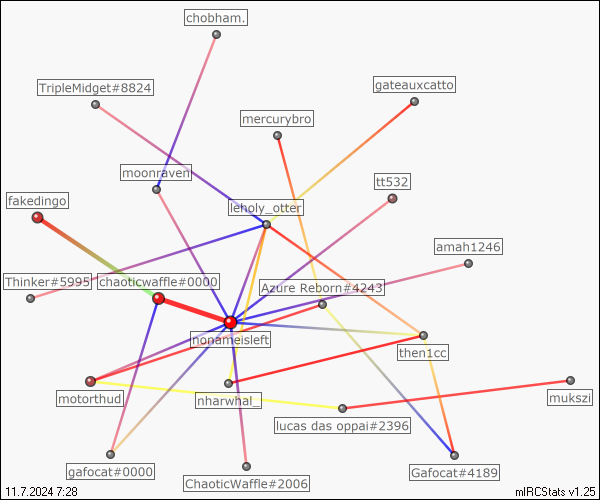 chobham.
TripleMidget#8824
gateauxcatto
mercurybro
moonraven
tt532
fakedingo
leholy_otter
amah1246
Thinker#5995
chaoticwaffle#0000
Azure Reborn#4243
nonameisleft
then1cc
motorthud
nharwhal_
mukszi
lucas das oppai#2396
gafocat#0000
Gafocat#4189
ChaoticWaffle#2006
11.7.2024 7:28
mIRCStats v1.25